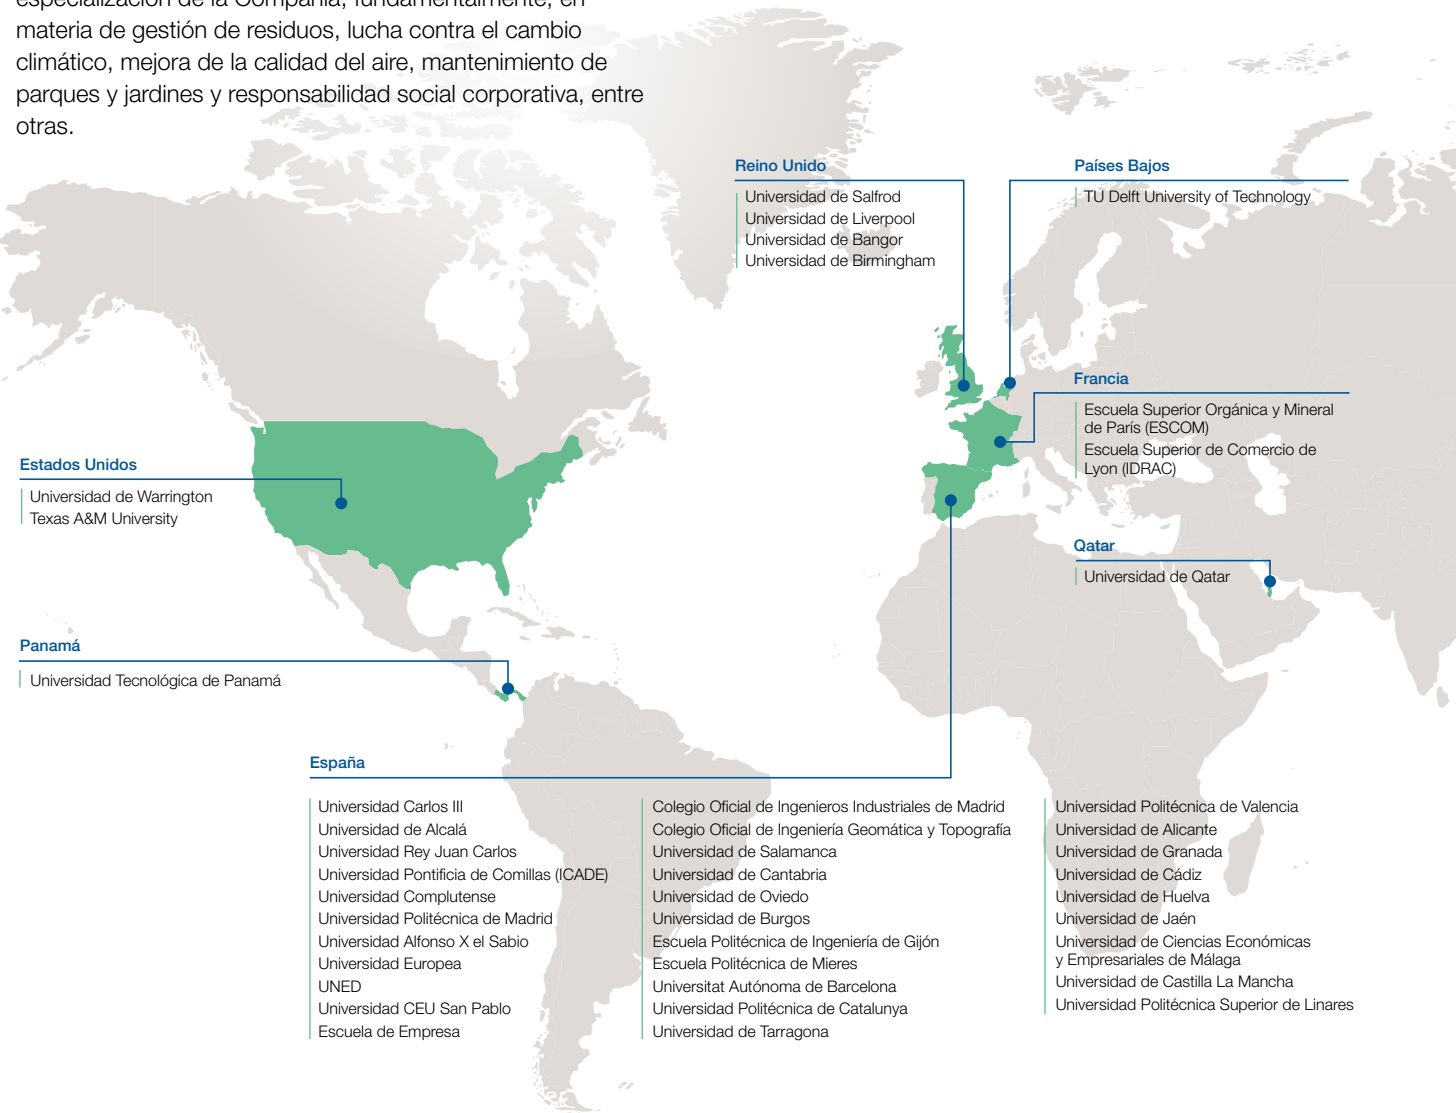 especialización de la Compañía, fundamentalmente, en
materia de gestión de residuos, lucha contra el cambio
climático, mejora de la calidad del aire, mantenimiento de
parques y jardines y responsabilidad social corporativa, entre
otras.
Reino Unido
Universidad de Salfrod
Universidad de Liverpool
Universidad de Bangor
Universidad de Birmingham
Países Bajos
TU Delft University of Technology
Francia
Escuela Superior Orgánica y Mineral
de París (ESCOM)
Escuela Superior de Comercio de
Lyon (IDRAC)
Estados Unidos
Universidad de Warrington
Texas A&M University
Qatar
Universidad de Qatar
Panamá
Universidad Tecnológica de Panamá
España
Universidad Carlos III
Universidad de Alcalá
Universidad Rey Juan Carlos
Universidad Pontificia de Comillas (ICADE)
Universidad Complutense
Universidad Politécnica de Madrid
Universidad Alfonso X el Sabio
Universidad Europea
UNED
Universidad CEU San Pablo
Escuela de Empresa
Colegio Oficial de Ingenieros Industriales de Madrid
Colegio Oficial de Ingeniería Geomática y Topografía
Universidad de Salamanca
Universidad de Cantabria
Universidad de Oviedo
Universidad de Burgos
Escuela Politécnica de Ingeniería de Gijón
Escuela Politécnica de Mieres
Universitat Autónoma de Barcelona
Universidad Politécnica de Catalunya
Universidad de Tarragona
Universidad Politécnica de Valencia
Universidad de Alicante
Universidad de Granada
Universidad de Cádiz
Universidad de Huelva
Universidad de Jaén
Universidad de Ciencias Económicas
y Empresariales de Málaga
Universidad de Castilla La Mancha
Universidad Politécnica Superior de Linares